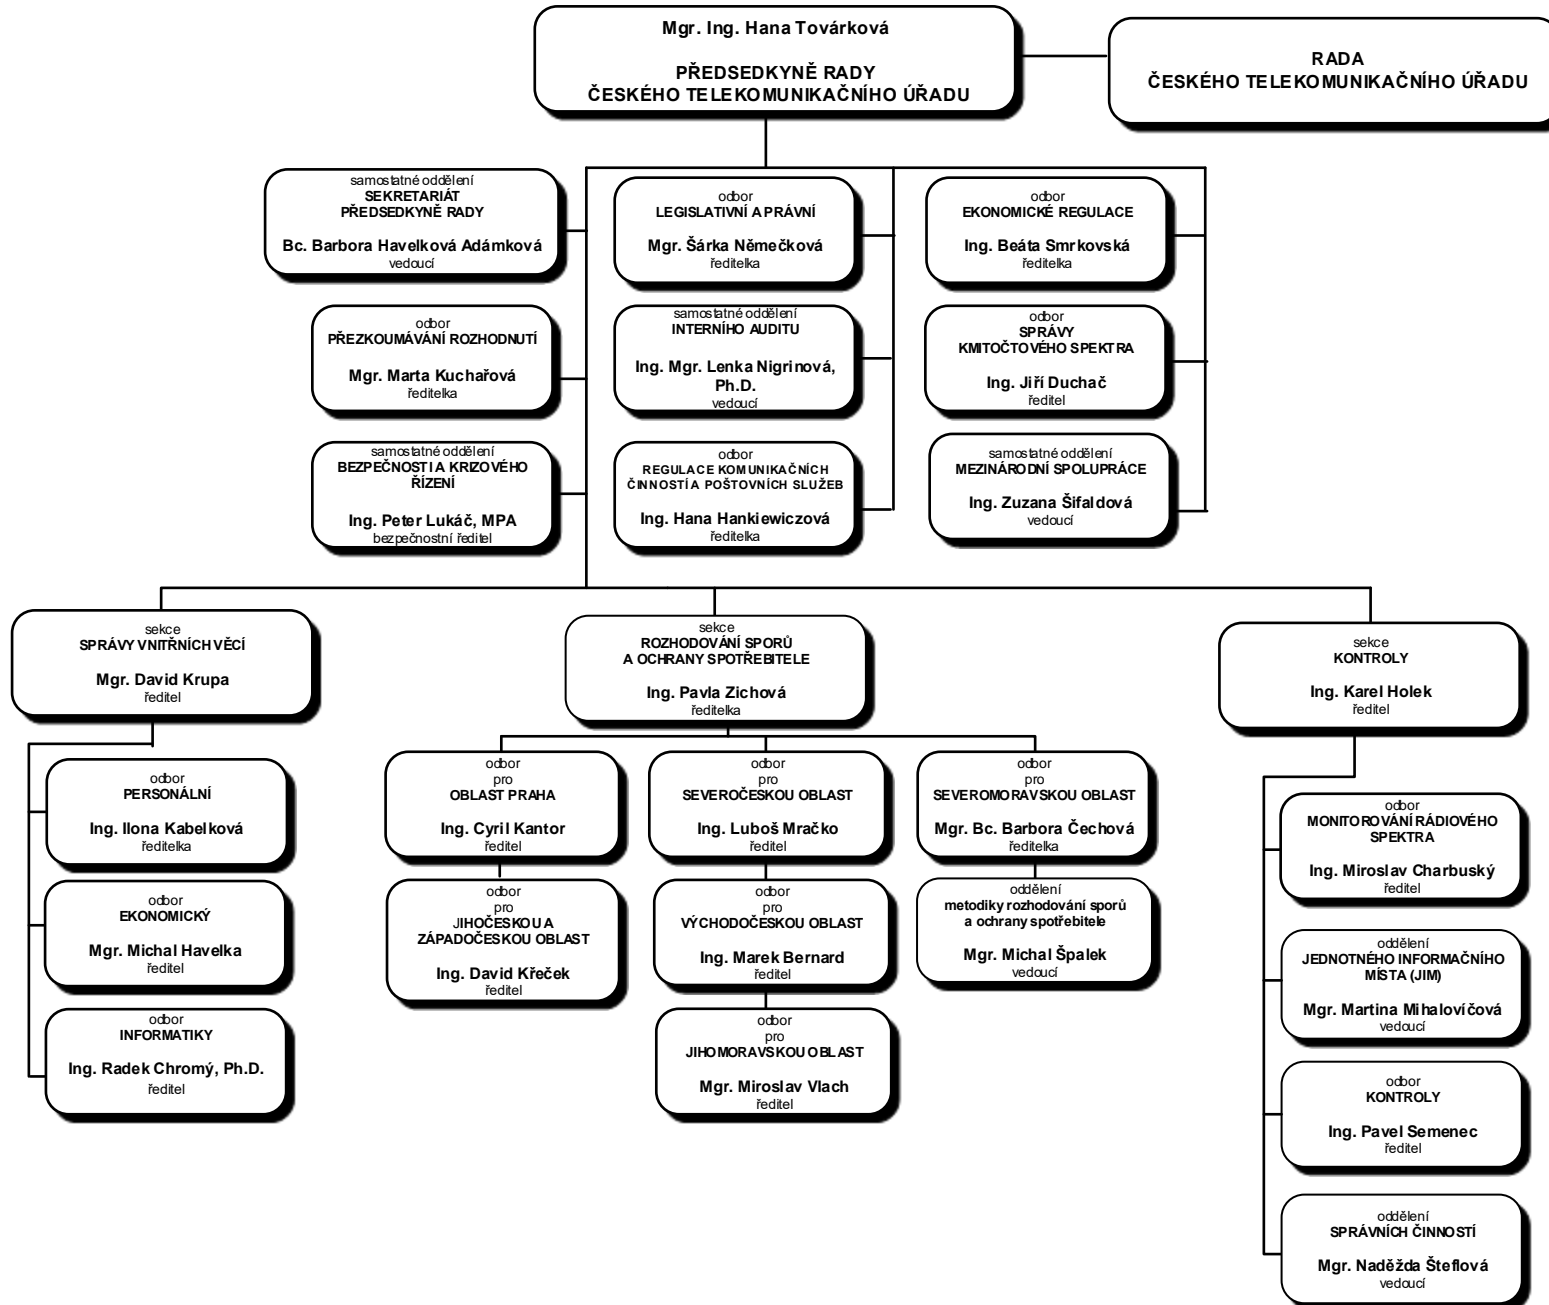 Mgr. Ing. Hana Továrková
PŘEDSEDKYNĚ RADY
ČESKÉHO TELEKOMUNIKAČNÍHO ÚŘADU
RADA
ČESKÉHO TELEKOMUNIKAČNÍHO ÚŘADU
samostatné oddělení
SEKRETARIÁT
PŘEDSEDKYNĚ RADY
Bc. Barbora Havelková Adámková
vedoucí
odbor
LEGISLATIVNÍ A PRÁVNÍ
Mgr. Šárka Němečková
ředitelka
odbor
EKONOMICKÉ REGULACE
Ing. Beáta Smrkovská
ředitelka
odbor
PŘEZKOUMÁVÁNÍ ROZHODNUTÍ
Mgr. Marta Kuchařová
ředitelka
samostatné oddělení
INTERNÍHO AUDITU
Ing. Mgr. Lenka Nigrinová,
Ph.D.
vedoucí
odbor
SPRÁVY
KMITOČTOVÉHO SPEKTRA
Ing. Jiří Duchač
ředitel
samostatné oddělení
BEZPEČNOSTI A KRIZOVÉHO
ŘÍZENÍ
Ing. Peter Lukáč, MPA
bezpečnostní ředitel
odbor
REGULACE KOMUNIKAČNÍCH
ČINNOSTÍ A POŠTOVNÍCH SLUŽEB
Ing. Hana Hankiewiczová
ředitelka
samostatné oddělení
MEZINÁRODNÍ SPOLUPRÁCE
Ing. Zuzana Šifaldová
vedoucí
sekce
SPRÁVY VNITŘNÍCH VĚCÍ
Mgr. David Krupa
ředitel
sekce
ROZHODOVÁNÍ SPORŮ
A OCHRANY SPOTŘEBITELE
Ing. Pavla Zichová
ředitelka
sekce
KONTROLY
Ing. Karel Holek
ředitel
odbor
PERSONÁLNÍ
Ing. Ilona Kabelková
ředitelka
odbor
EKONOMICKÝ
Mgr. Michal Havelka
ředitel
odbor
INFORMATIKY
Ing. Radek Chromý, Ph.D.
ředitel
odbor
pro
OBLAST PRAHA
Ing. Cyril Kantor
ředitel
odbor
pro
SEVEROČESKOU OBLAST
Ing. Luboš Mračko
ředitel
odbor
pro
SEVEROMORAVSKOU OBLAST
Mgr. Bc. Barbora Čechová
ředitelka
odbor
pro
JIHOČESKOU A
ZÁPADOČESKOU OBLAST
Ing. David Křeček
ředitel
odbor
pro
VÝCHODOČESKOU OBLAST
Ing. Marek Bernard
ředitel
oddělení
metodiky rozhodování sporů
a ochrany spotřebitele
Mgr. Michal Špalek
vedoucí
odbor
pro
JIHOMORAVSKOU OBLAST
Mgr. Miroslav Vlach
ředitel
odbor
MONITOROVÁNÍ RÁDIOVÉHO
SPEKTRA
Ing. Miroslav Charbuský
ředitel
oddělení
JEDNOTNÉHO INFORMAČNÍHO
MÍSTA (JIM)
Mgr. Martina Mihalovíčová
vedoucí
odbor
KONTROLY
Ing. Pavel Semenec
ředitel
oddělení
SPRÁVNÍCH ČINNOSTÍ
Mgr. Naděžda Šteflová
vedoucí